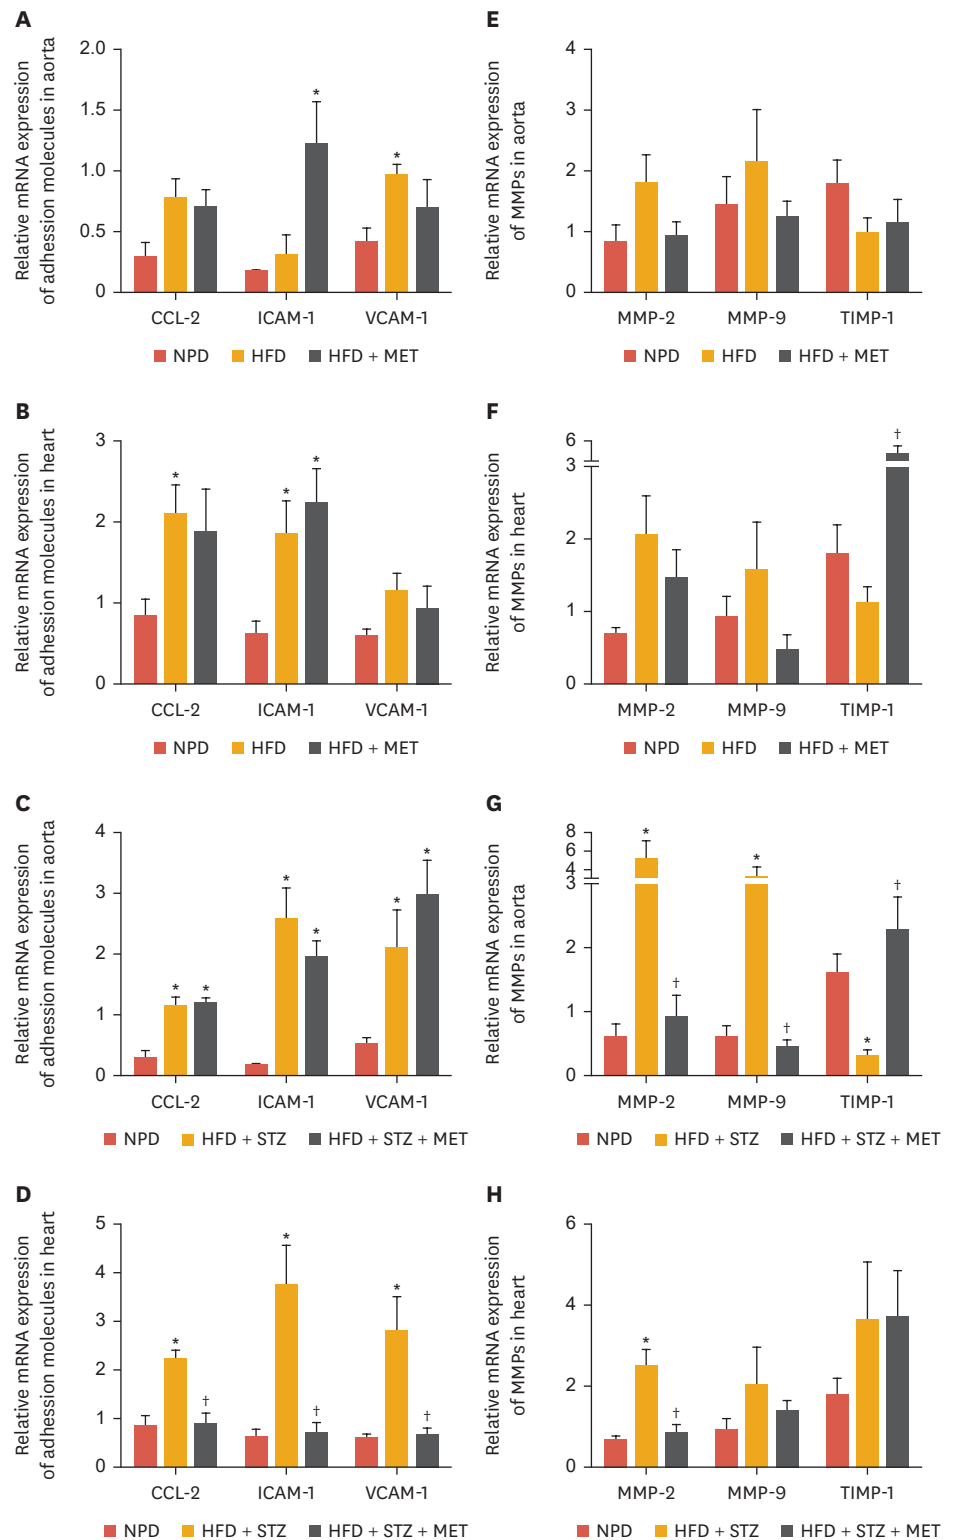 A
Relative mRNA expression
of adhession molecules in aorta
2.0
1.5
1.0
0.5
0
*
*
CCL-2 ICAM-1 VCAM-1
NPD HFD HFD + MET
E
Relative mRNA expression
of MMPs in aorta
4
3
2
1
0
MMP-2 MMP-9 TIMP-1
NPD HFD HFD + MET
B
Relative mRNA expression
of adhession molecules in heart
3
2
1
0
*
*
*
CCL-2 ICAM-1 VCAM-1
NPD HFD HFD + MET
F
Relative mRNA expression
of MMPs in heart
6
3
2
1
0
†
MMP-2 MMP-9 TIMP-1
NPD HFD HFD + MET
C
Relative mRNA expression
of adhession molecules in aorta
4
3
2
1
0
*
*
*
*
*
*
CCL-2 ICAM-1 VCAM-1
NPD HFD + STZ HFD + STZ + MET
G
Relative mRNA expression
of MMPs in aorta
8
6
4
3
2
1
0
*
†
*
†
*
†
MMP-2 MMP-9 TIMP-1
NPD HFD + STZ HFD + STZ + MET
D
Relative mRNA expression
of adhession molecules in heart
5
4
3
2
1
0
*
†
*
†
*
†
CCL-2 ICAM-1 VCAM-1
NPD HFD + STZ HFD + STZ + MET
H
Relative mRNA expression
of MMPs in heart
6
4
2
0
*
†
MMP-2 MMP-9 TIMP-1
NPD HFD + STZ HFD + STZ + MET